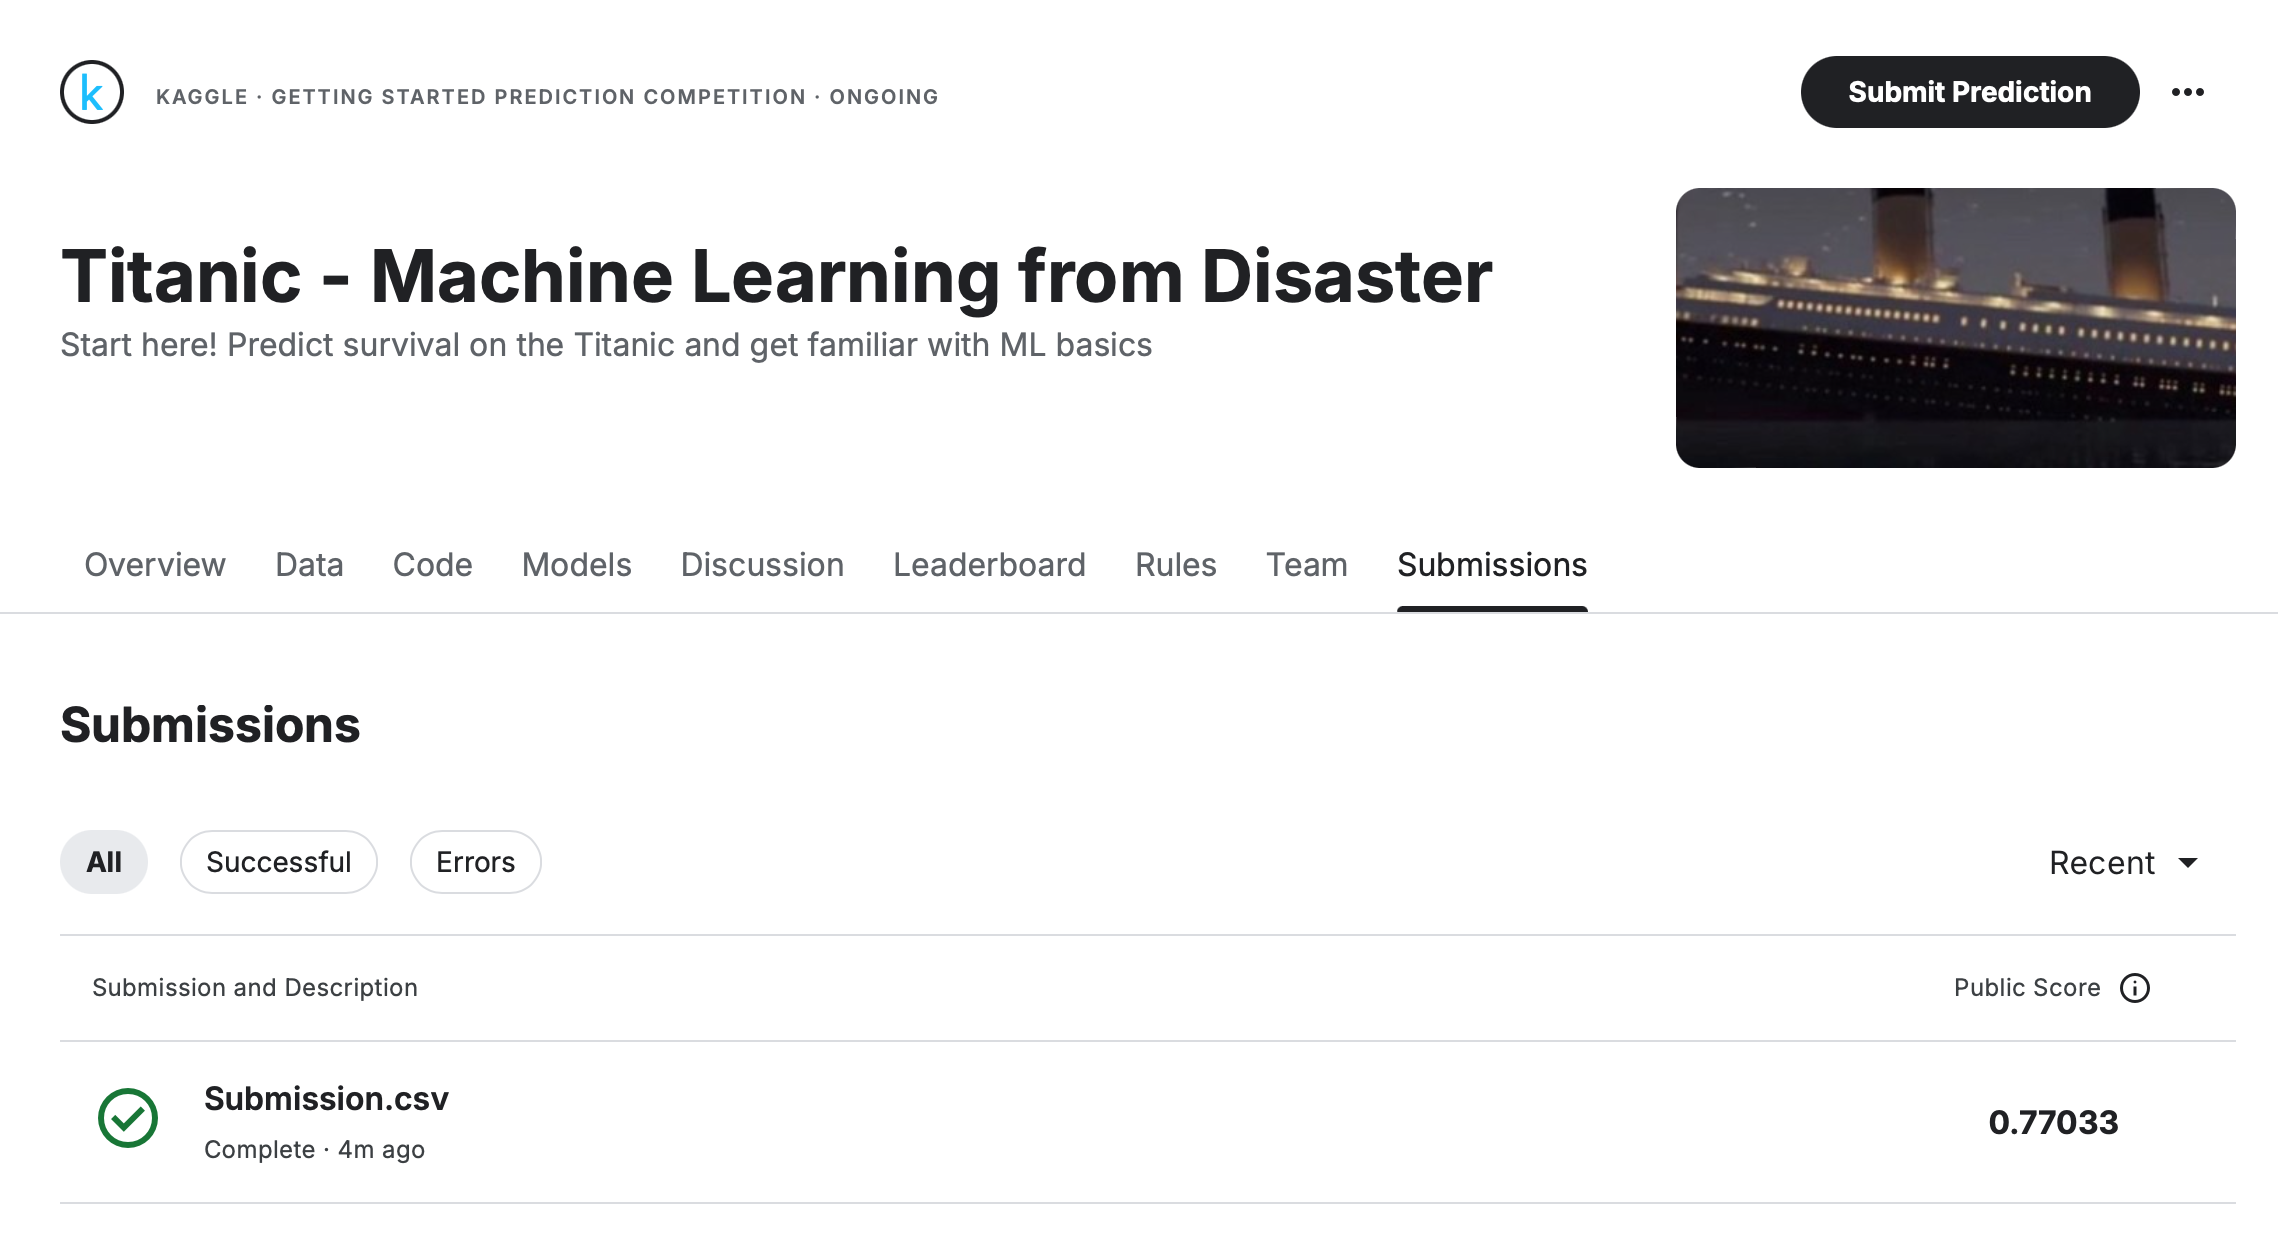 k
KAGGLE · GETTING STARTED PREDICTION COMPETITION · ONGOING
Submit Prediction
Titanic - Machine Learning from Disaster
Start here! Predict survival on the Titanic and get familiar with ML basics
Overview Data Code Models Discussion Leaderboard Rules Team Submissions
Submissions
All Successful Errors Recent
Submission and Description Public Score
Submission.csv
Complete · 4m ago
0.77033